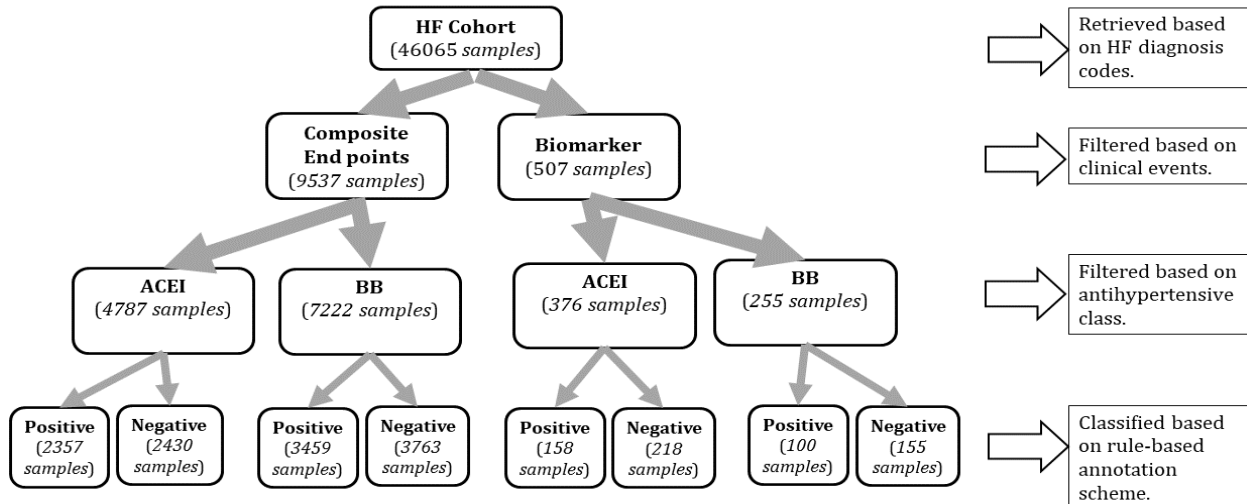 HF Cohort
(46065 samples)
Retrieved based
on HF diagnosis
codes.
Composite
End points
(9537 samples)
Biomarker
(507 samples)
Filtered based on
clinical events.
ACEI
(4787 samples)
BB
(7222 samples)
ACEI
(376 samples)
BB
(255 samples)
Filtered based on
antihypertensive
class.
Positive
(2357
samples)
Negative
(2430
samples)
Positive
(3459
samples)
Negative
(3763
samples)
Positive
(158
samples)
Negative
(218
samples)
Positive
(100
samples)
Negative
(155
samples)
Classified based
on rule-based
annotation
scheme.